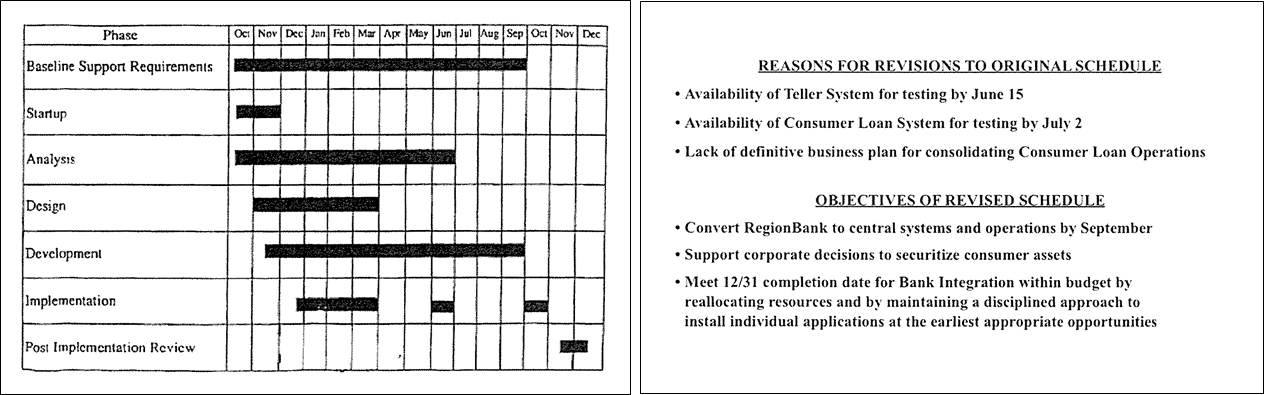 Phase Oct Nov Dec Jan Feb Mar Apr May Jun Jul Aug Sep Oct Nov Dec
Baseline Support Requirements
Startup
Analysis
Design
Development
Implementation
Post Implementation Review
REASONS FOR REVISIONS TO ORIGINAL SCHEDULE
• Availability of Teller System for testing by June 15
• Availability of Consumer Loan System for testing by July 2
• Lack of definitive business plan for consolidating Consumer Loan Operations
OBJECTIVES OF REVISED SCHEDULE
• Convert RegionBank to central systems and operations by September
• Support corporate decisions to securitize consumer assets
• Meet 12/31 completion date for Bank Integration within budget by
reallocating resources and by maintaining a disciplined approach to
install individual applications at the earliest appropriate opportunities